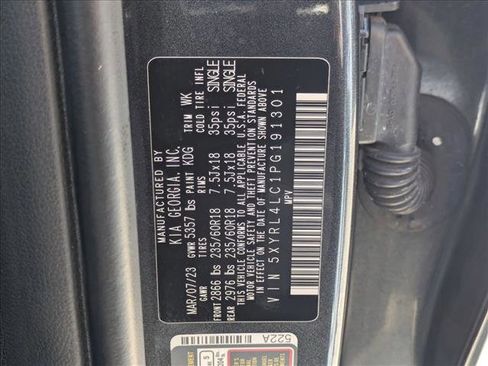 MANUFACTURED BY
KIA GEORGIA, INC.
MAR/07/23 GVWR 5357 lbs PAINT KDG TRIM WK
GAWR TIRES RIMS COLD TIRE INFL
FRONT 2866 lbs 235/60R18 7.5Jx18 35psi SINGLE
REAR 2976 lbs 235/60R18 7.5Jx18 35psi SINGLE
THIS VEHICLE CONFORMS TO ALL APPLICABLE U.S.A. FEDERAL
MOTOR VEHICLE SAFETY AND THEFT PREVENTION STANDARDS
IN EFFECT ON THE DATE OF MANUFACTURE SHOWN ABOVE
VIN 5XYRL4LC1PG191301
MPV
522A
5